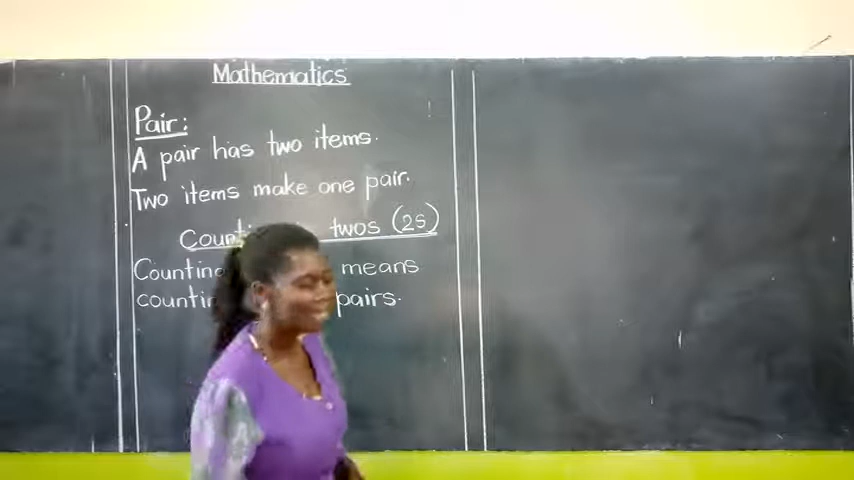 Mathematics
Pair:
A pair has two items.
Two items make one pair.
twos (2s)
means
pairs.